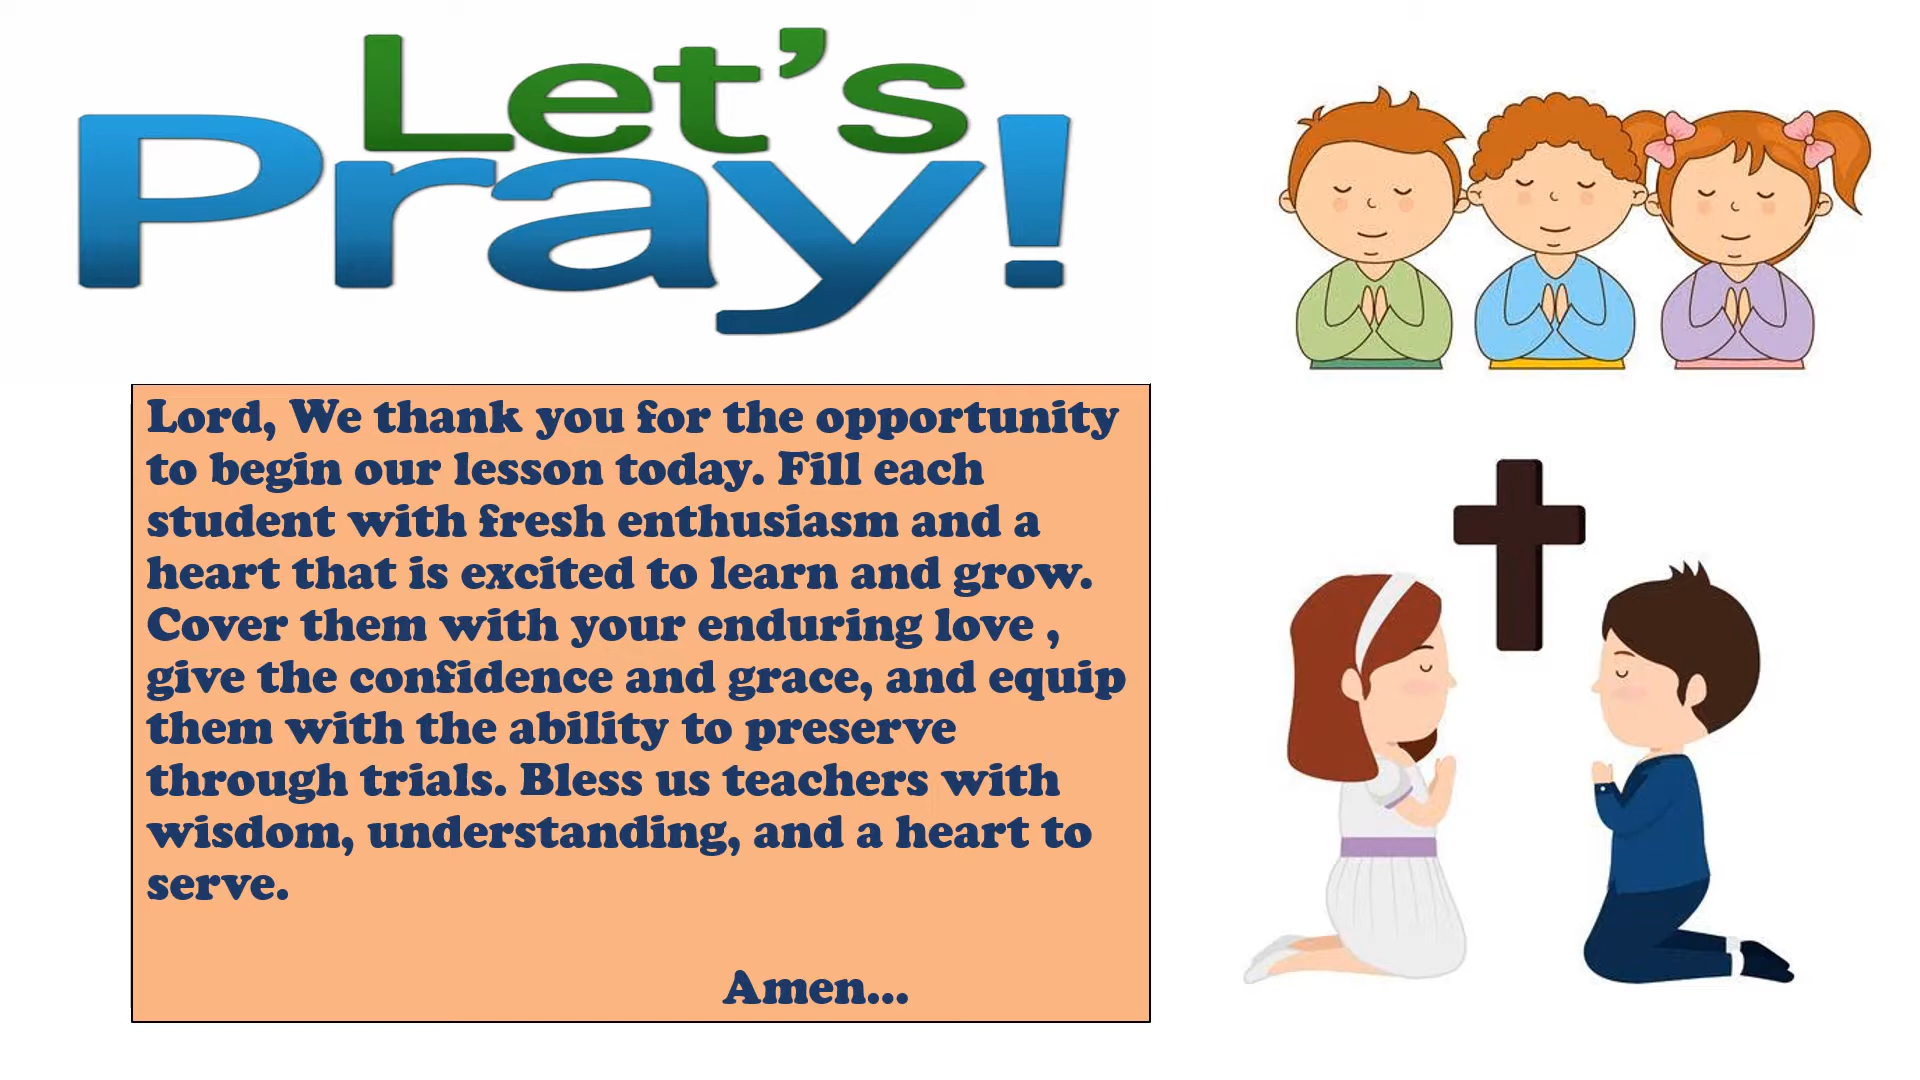 Let's
Pray!
Lord, We thank you for the opportunity
to begin our lesson today. Fill each
student with fresh enthusiasm and a
heart that is excited to learn and grow.
Cover them with your enduring love ,
give the confidence and grace, and equip
them with the ability to preserve
through trials. Bless us teachers with
wisdom, understanding, and a heart to
serve.
Amen...